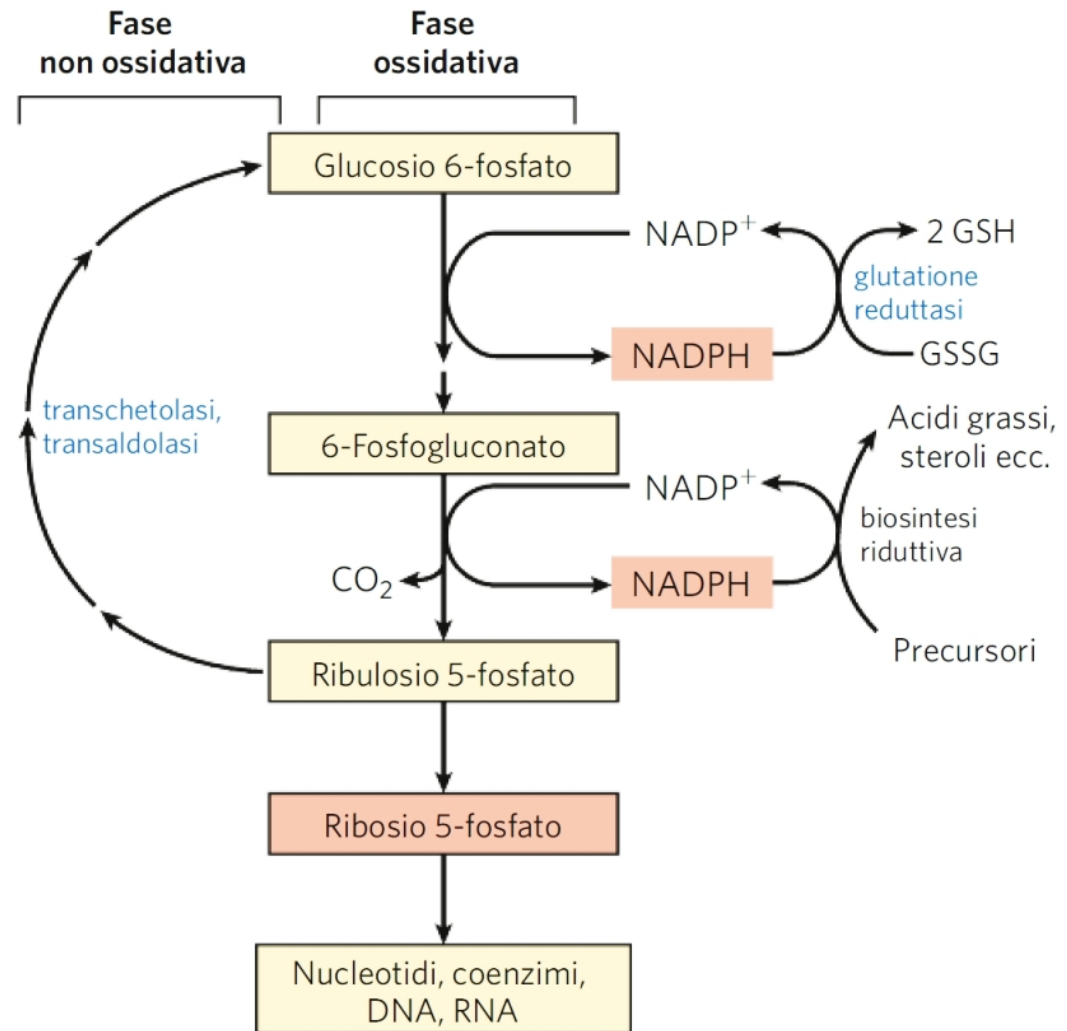 Fase
non ossidativa
Fase
ossidativa
Glucosio 6-fosfato
NADP⁺
2 GSH
glutatione
reduttasi
NADPH
GSSG
transchetolasi,
transaldolasi
6-Fosfogluconato
Acidi grassi,
steroli ecc.
NADP⁺
biosintesi
riduttiva
CO₂
NADPH
Precursori
Ribulosio 5-fosfato
Ribosio 5-fosfato
Nucleotidi, coenzimi,
DNA, RNA